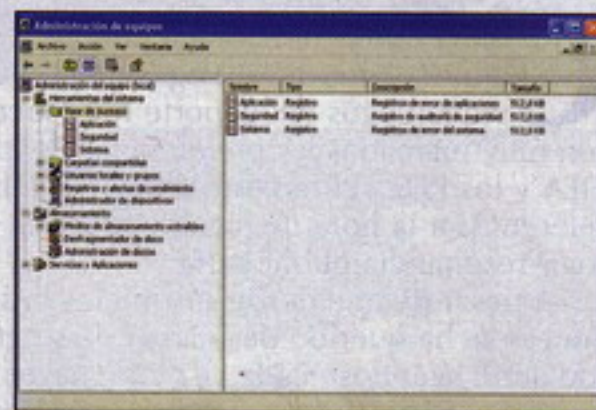 Administración de equipos
Archivo Acción Ver Ventana Ayuda
Administración del equipo (local)
Herramientas del sistema
Visor de sucesos
Aplicación
Seguridad
Sistema
Carpetas compartidas
Usuarios locales y grupos
Registros y alertas de rendimiento
Administrador de dispositivos
Almacenamiento
Medios de almacenamiento extraíbles
Desfragmentador de disco
Administración de discos
Servicios y Aplicaciones
Nombre Tipo Descripción Tamaño
Aplicación Registro Registros de error de aplicaciones
Seguridad Registro Registros de auditoría de seguridad
Sistema Registro Registros de error del sistema